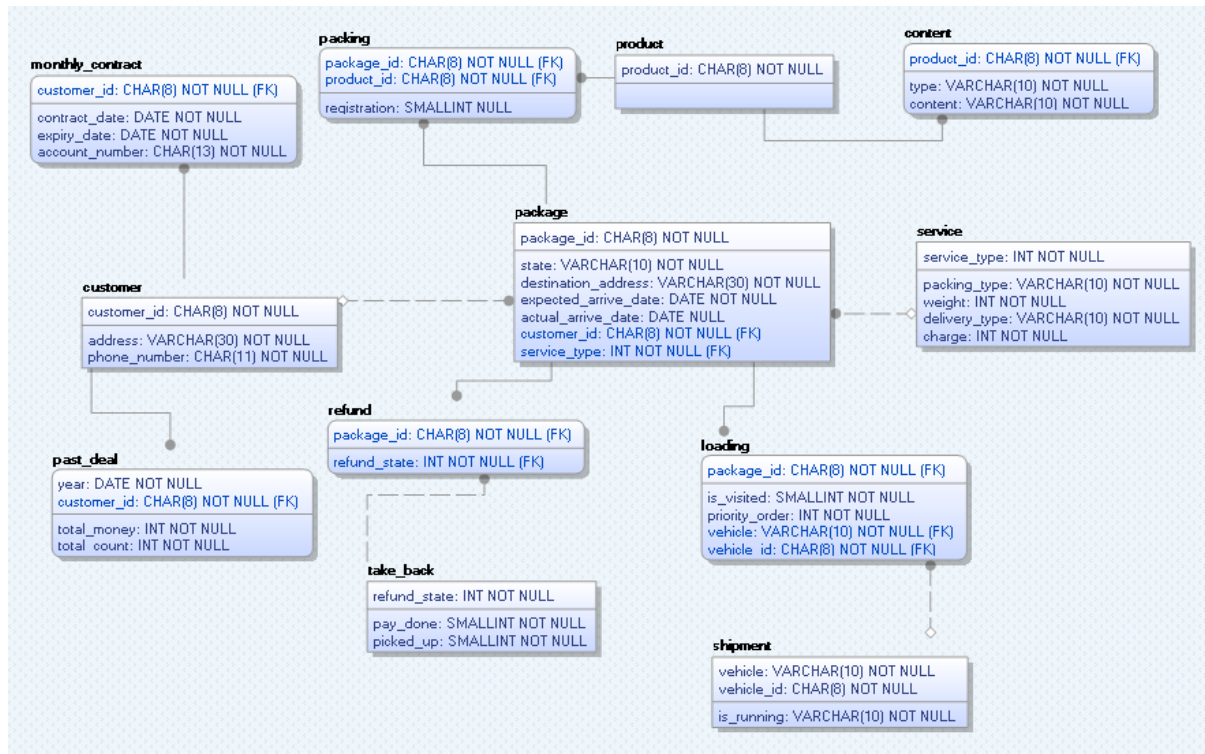 packing
package_id: CHAR(8) NOT NULL (FK)
product_id: CHAR(8) NOT NULL (FK)
registration: SMALLINT NULL
product
product_id: CHAR(8) NOT NULL
content
product_id: CHAR(8) NOT NULL (FK)
type: VARCHAR(10) NOT NULL
content: VARCHAR(10) NOT NULL
monthly_contract
customer_id: CHAR(8) NOT NULL (FK)
contract_date: DATE NOT NULL
expiry_date: DATE NOT NULL
account_number: CHAR(13) NOT NULL
package
package_id: CHAR(8) NOT NULL
state: VARCHAR(10) NOT NULL
destination_address: VARCHAR(30) NOT NULL
expected_arrive_date: DATE NOT NULL
actual_arrive_date: DATE NULL
customer_id: CHAR(8) NOT NULL (FK)
service_type: INT NOT NULL (FK)
service
service_type: INT NOT NULL
packing_type: VARCHAR(10) NOT NULL
weight: INT NOT NULL
delivery_type: VARCHAR(10) NOT NULL
charge: INT NOT NULL
customer
customer_id: CHAR(8) NOT NULL
address: VARCHAR(30) NOT NULL
phone_number: CHAR(11) NOT NULL
refund
package_id: CHAR(8) NOT NULL (FK)
refund_state: INT NOT NULL (FK)
loading
package_id: CHAR(8) NOT NULL (FK)
is_visited: SMALLINT NOT NULL
priority_order: INT NOT NULL
vehicle: VARCHAR(10) NOT NULL (FK)
vehicle_id: CHAR(8) NOT NULL (FK)
past_deal
year: DATE NOT NULL
customer_id: CHAR(8) NOT NULL (FK)
total_money: INT NOT NULL
total_count: INT NOT NULL
take_back
refund_state: INT NOT NULL
pay_done: SMALLINT NOT NULL
picked_up: SMALLINT NOT NULL
shipment
vehicle: VARCHAR(10) NOT NULL
vehicle_id: CHAR(8) NOT NULL
is_running: VARCHAR(10) NOT NULL